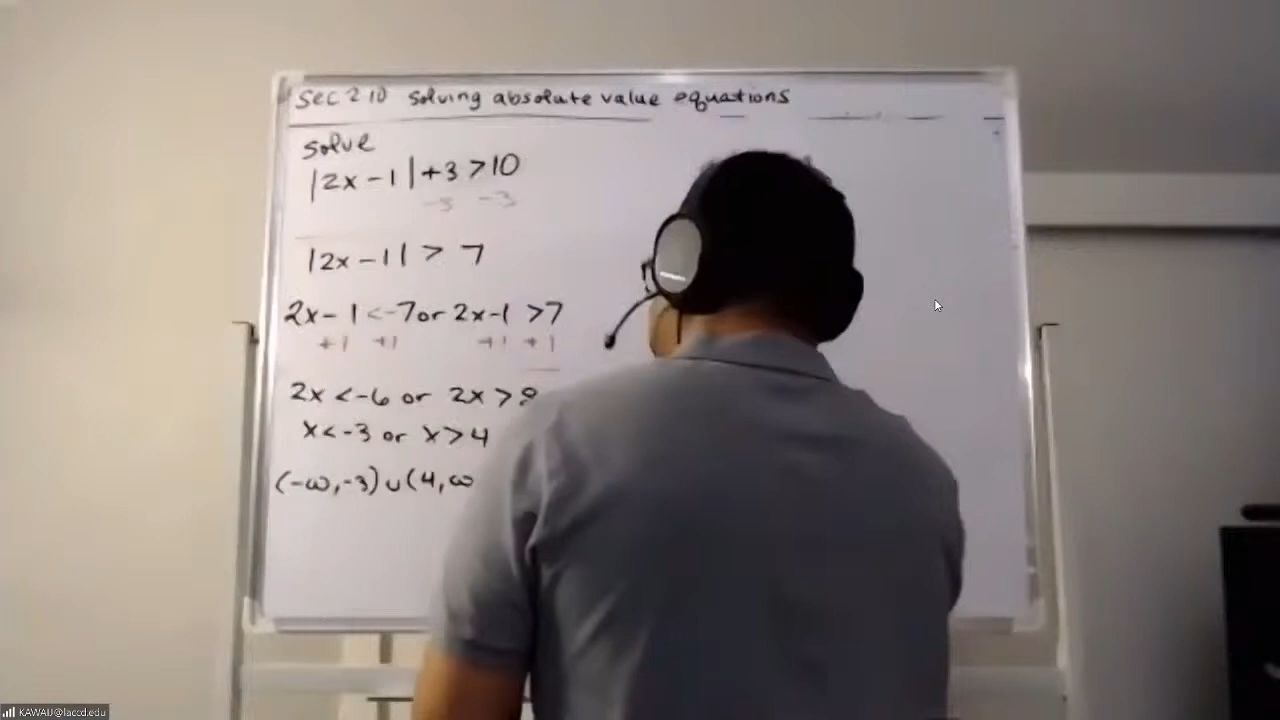 Sec 2 10 Solving absolute value equations
Solve
|2x - 1| + 3 > 10
-3 -3
|2x - 1| > 7
2x - 1 < -7 or 2x - 1 > 7
+1 +1 +1 +1
2x < -6 or 2x > 8
x < -3 or x > 4
(-∞, -3) ∪ (4, ∞
KAWAIJ@laccd.edu